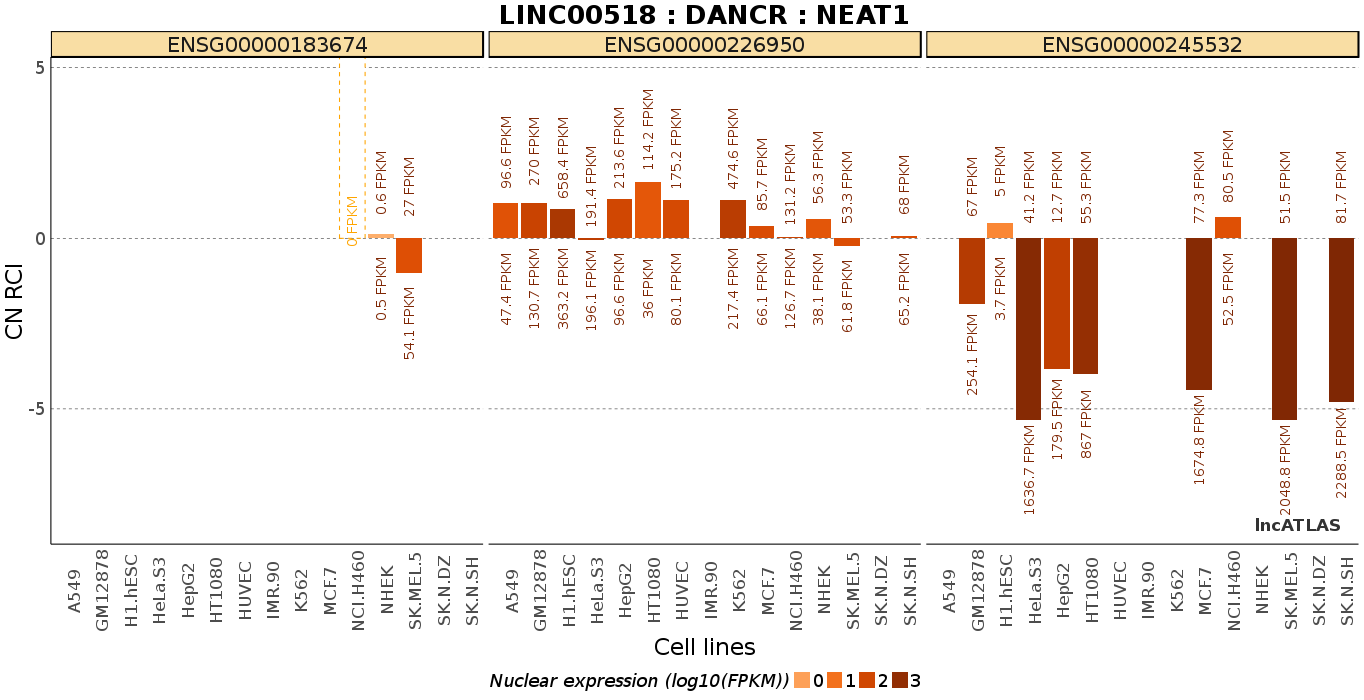 LINC00518 : DANCR : NEAT1
ENSG00000183674
ENSG00000226950
ENSG00000245532
CN RCI
5
0
-5
0 FPKM
0.6 FPKM
0.5 FPKM
27 FPKM
54.1 FPKM
96.6 FPKM
47.4 FPKM
270 FPKM
130.7 FPKM
658.4 FPKM
363.2 FPKM
191.4 FPKM
196.1 FPKM
213.6 FPKM
96.6 FPKM
114.2 FPKM
36 FPKM
175.2 FPKM
80.1 FPKM
474.6 FPKM
217.4 FPKM
85.7 FPKM
66.1 FPKM
131.2 FPKM
126.7 FPKM
56.3 FPKM
38.1 FPKM
53.3 FPKM
61.8 FPKM
68 FPKM
65.2 FPKM
67 FPKM
254.1 FPKM
5 FPKM
3.7 FPKM
41.2 FPKM
1636.7 FPKM
12.7 FPKM
179.5 FPKM
55.3 FPKM
867 FPKM
77.3 FPKM
1674.8 FPKM
80.5 FPKM
52.5 FPKM
51.5 FPKM
2048.8 FPKM
81.7 FPKM
2288.5 FPKM
lncATLAS
A549
GM12878
H1.hESC
HeLa.S3
HepG2
HT1080
HUVEC
IMR.90
K562
MCF.7
NCI.H460
NHEK
SK.MEL.5
SK.N.DZ
SK.N.SH
A549
GM12878
H1.hESC
HeLa.S3
HepG2
HT1080
HUVEC
IMR.90
K562
MCF.7
NCI.H460
NHEK
SK.MEL.5
SK.N.DZ
SK.N.SH
A549
GM12878
H1.hESC
HeLa.S3
HepG2
HT1080
HUVEC
IMR.90
K562
MCF.7
NCI.H460
NHEK
SK.MEL.5
SK.N.DZ
SK.N.SH
Cell lines
Nuclear expression (log10(FPKM)) 0 1 2 3